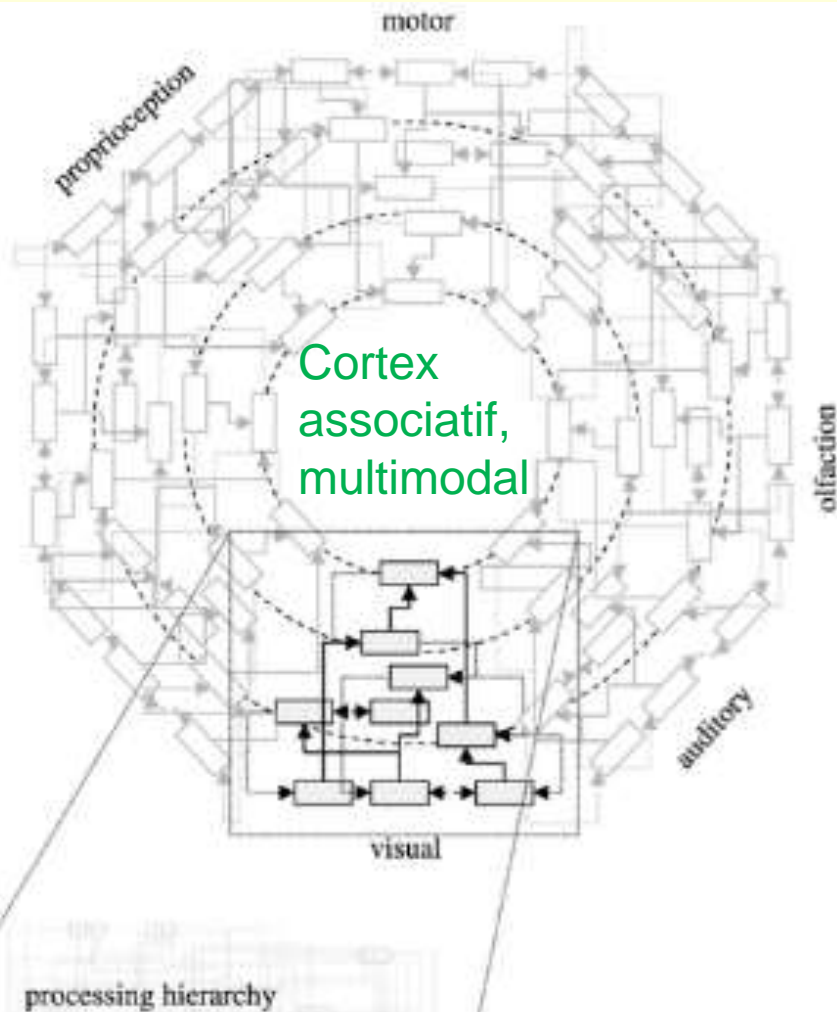 motor
proprioception
Cortex
associatif,
multimodal
olfaction
auditory
visual
processing hierarchy